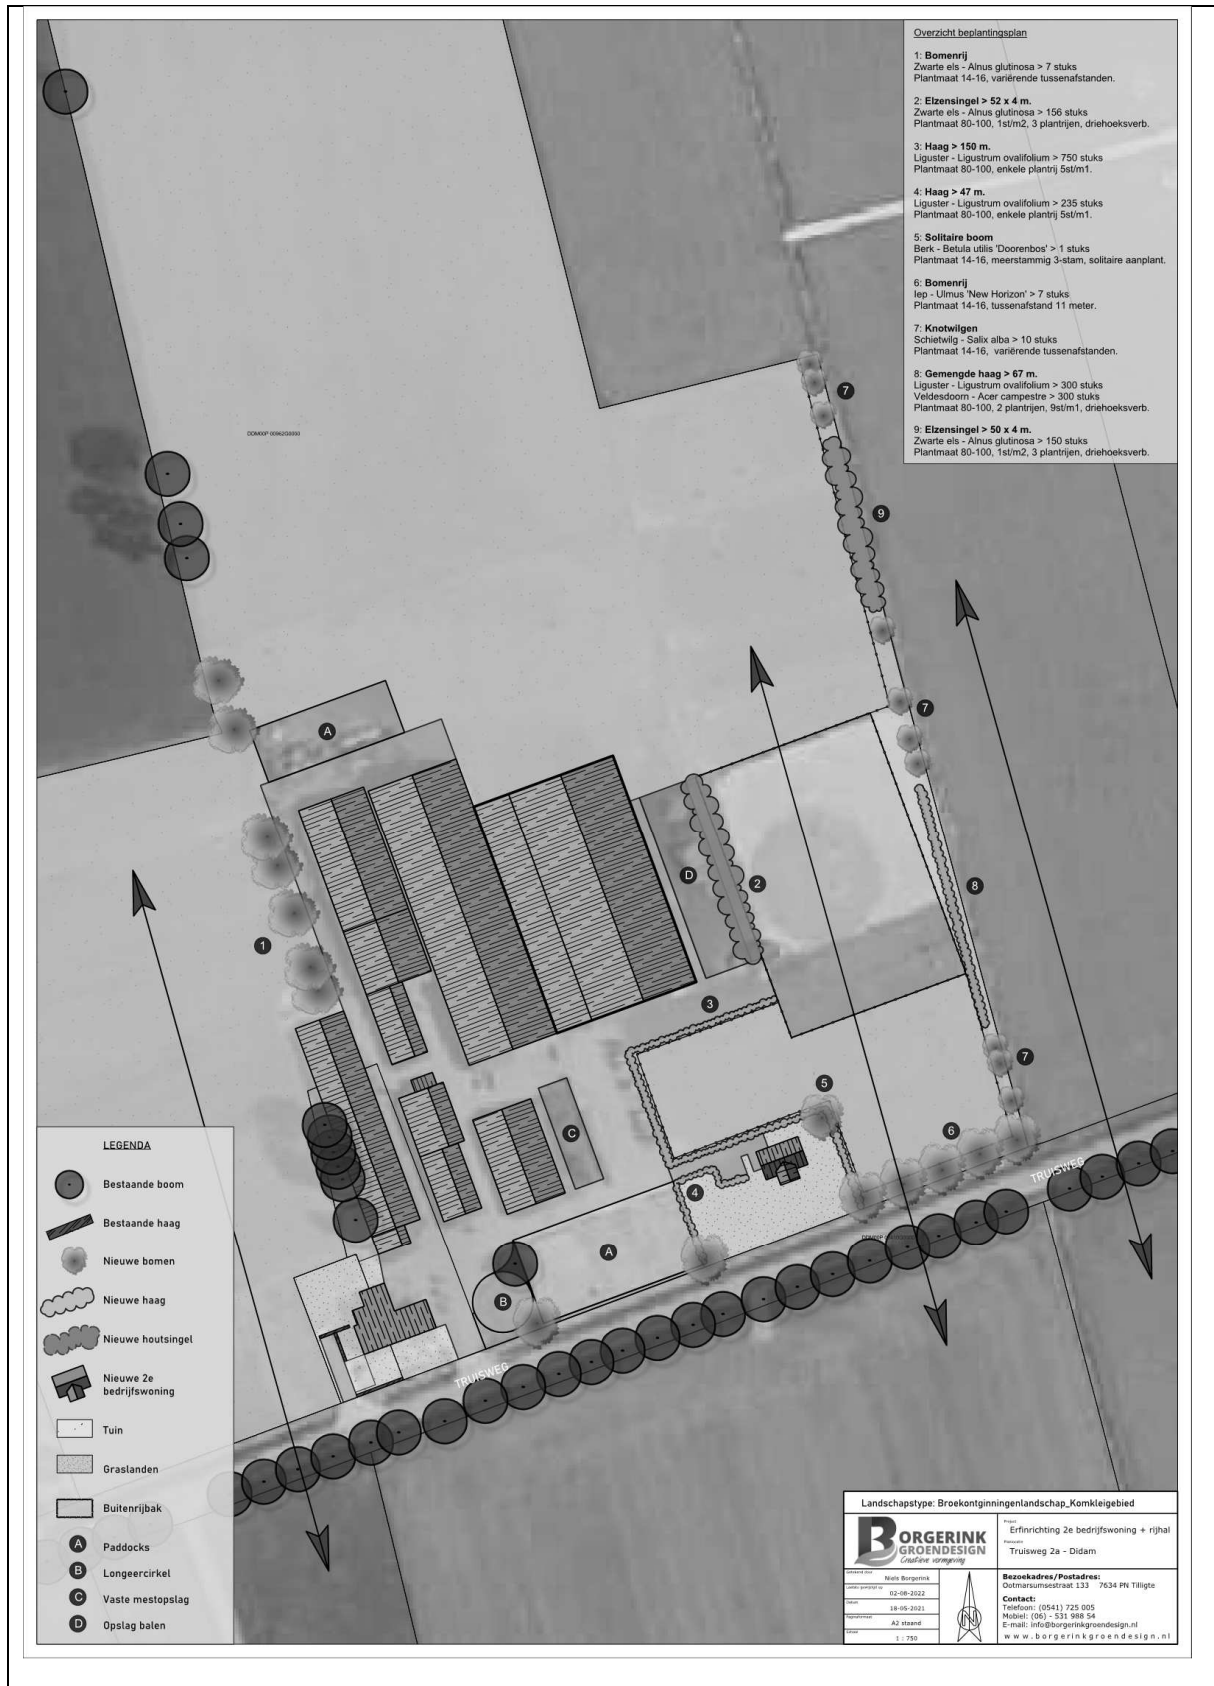 Overzicht beplantingsplan
1: Bomenrij
Zwarte els - Alnus glutinosa > 7 stuks
Plantmaat 14-16, variërende tussenafstanden.
2: Elzensingel > 52 x 4 m.
Zwarte els - Alnus glutinosa > 156 stuks
Plantmaat 80-100, 1st/m2, 3 plantrijen, driehoeksverb.
3: Haag > 150 m.
Liguster - Ligustrum ovalifolium > 750 stuks
Plantmaat 80-100, enkele plantrij 5st/m1.
4: Haag > 47 m.
Liguster - Ligustrum ovalifolium > 235 stuks
Plantmaat 80-100, enkele plantrij 5st/m1.
5: Solitaire boom
Berk - Betula utilis 'Doorenbos' > 1 stuks
Plantmaat 14-16, meerstammig 3-stam, solitaire aanplant.
6: Bomenrij
Iep - Ulmus 'New Horizon' > 7 stuks
Plantmaat 14-16, tussenafstand 11 meter.
7: Knotwilgen
Schietwilg - Salix alba > 10 stuks
Plantmaat 14-16, variërende tussenafstanden.
8: Gemengde haag > 67 m.
Liguster - Ligustrum ovalifolium > 300 stuks
Veldesdoorn - Acer campestre > 300 stuks
Plantmaat 80-100, 2 plantrijen, 9st/m1, driehoeksverb.
9: Elzensingel > 50 x 4 m.
Zwarte els - Alnus glutinosa > 150 stuks
Plantmaat 80-100, 1st/m2, 3 plantrijen, driehoeksverb.
7
9
7
A
D
2
8
1
3
7
5
6
C
4
A
B
TRUISWEG
TRUISWEG
LEGENDA
Bestaande boom
Bestaande haag
Nieuwe bomen
Nieuwe haag
Nieuwe houtsingel
Nieuwe 2e
bedrijfswoning
Tuin
Graslanden
Buitenrijbak
A Paddocks
B Longeercirkel
C Vaste mestopslag
D Opslag balen
Landschapstype: Broekontginningenlandschap_Komkleigebied
BORGERINK
GROENDESIGN
Creatieve vormgeving
Project
Erfinrichting 2e bedrijfswoning + rijhal
Truisweg 2a - Didam
Niels Borgerink
02-08-2022
Datum
18-05-2021
A2 staand
Schaal
1 : 750
N
Bezoekadres/Postadres:
Ootmarsumsestraat 133 7634 PN Tilligte
Contact:
Telefoon: (0541) 725 005
Mobiel: (06) - 531 988 54
E-mail: info@borgerinkgroendesign.nl
www.borgerinkgroendesign.nl